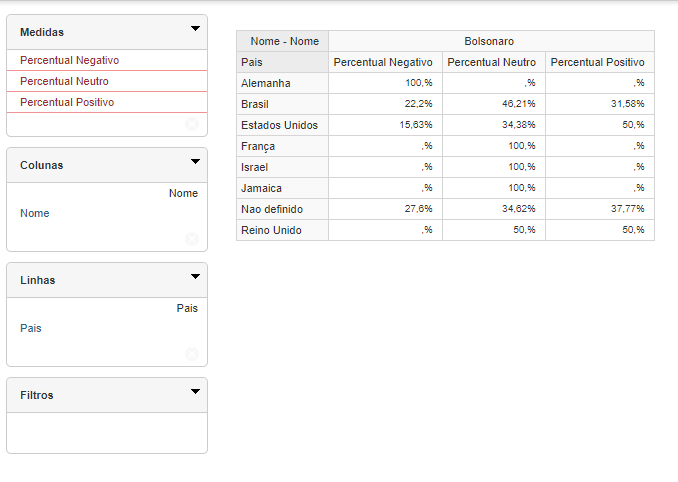 Medidas
Percentual Negativo
Percentual Neutro
Percentual Positivo
Colunas
Nome
Nome
Linhas
Pais
Pais
Filtros
Nome - Nome Bolsonaro
Pais Percentual Negativo Percentual Neutro Percentual Positivo
Alemanha 100,% ,% ,%
Brasil 22,2% 46,21% 31,58%
Estados Unidos 15,63% 34,38% 50,%
França ,% 100,% ,%
Israel ,% 100,% ,%
Jamaica ,% 100,% ,%
Nao definido 27,6% 34,62% 37,77%
Reino Unido ,% 50,% 50,%